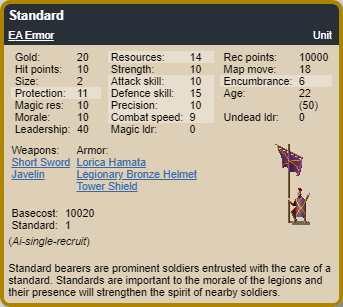 Standard
EA Ermor Unit
Gold: 20 Resources: 14 Rec points: 10000
Hit points: 10 Strength: 10 Map move: 18
Size: 2 Attack skill: 10 Encumbrance: 6
Protection: 11 Defence skill: 15 Age: 22
Magic res: 10 Precision: 10 (50)
Morale: 10 Combat speed: 9 Undead ldr: 0
Leadership: 40 Magic ldr: 0
Weapons: Armor:
Short Sword Lorica Hamata
Javelin Legionary Bronze Helmet
Tower Shield
Basecost: 10020
Standard: 1
(Ai-single-recruit)
Standard bearers are prominent soldiers entrusted with the care of a
standard. Standards are important to the morale of the legions and
their presence will strengthen the spirit of nearby soldiers.